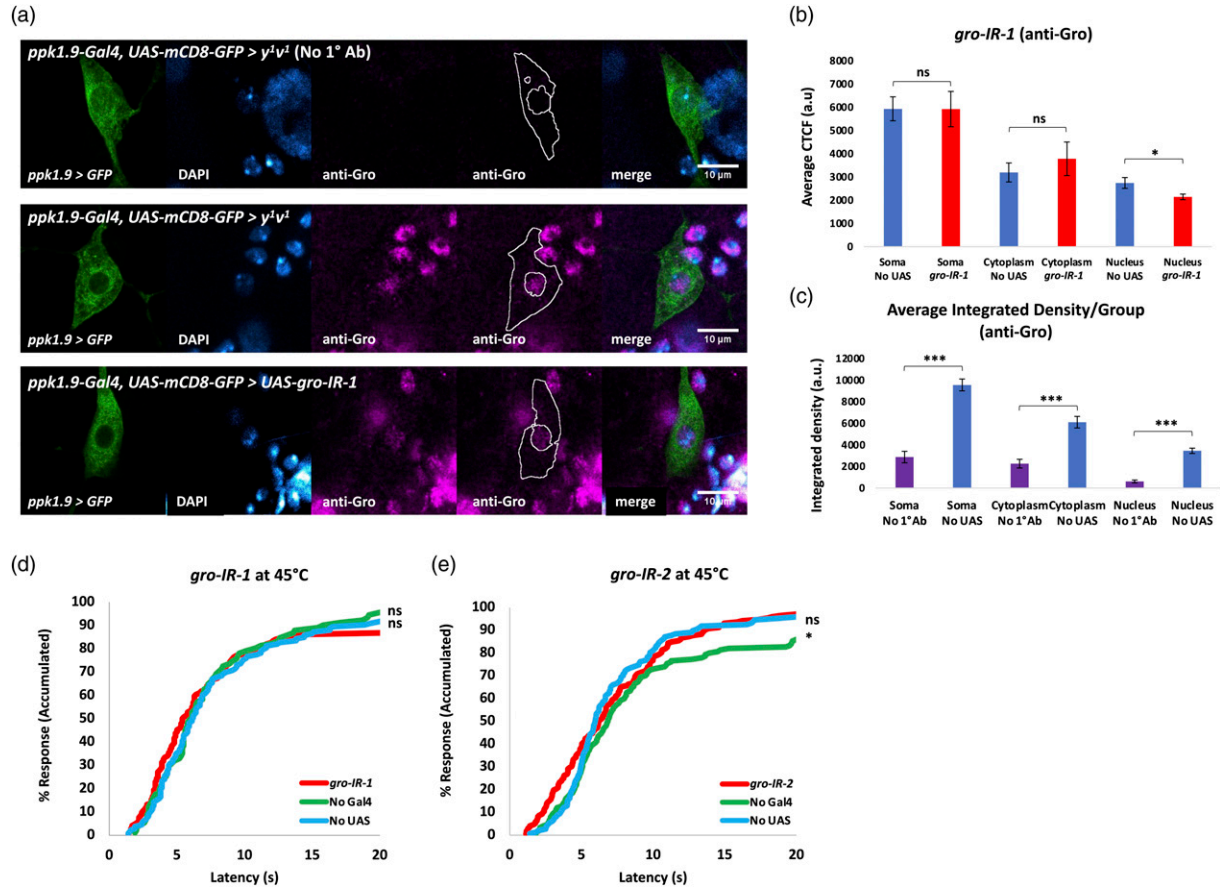 (a)
ppk1.9-Gal4, UAS-mCD8-GFP > y¹v¹ (No 1° Ab)
ppk1.9 > GFP
DAPI
anti-Gro
anti-Gro
merge
10 µm
ppk1.9-Gal4, UAS-mCD8-GFP > y¹v¹
ppk1.9 > GFP
DAPI
anti-Gro
anti-Gro
merge
10 µm
ppk1.9-Gal4, UAS-mCD8-GFP > UAS-gro-IR-1
ppk1.9 > GFP
DAPI
anti-Gro
anti-Gro
merge
10 µm
(b)
gro-IR-1 (anti-Gro)
Average CTCF (a.u)
8000
7000
6000
5000
4000
3000
2000
1000
0
ns
ns
*
Soma
No UAS
Soma
gro-IR-1
Cytoplasm
No UAS
Cytoplasm
gro-IR-1
Nucleus
No UAS
Nucleus
gro-IR-1
(c)
Average Integrated Density/Group
(anti-Gro)
Integrated density (a.u.)
12000
10000
8000
6000
4000
2000
0
***
***
***
Soma
No 1°Ab
Soma
No UAS
Cytoplasm
No 1°Ab
Cytoplasm
No UAS
Nucleus
No 1°Ab
Nucleus
No UAS
(d)
gro-IR-1 at 45°C
% Response (Accumulated)
100
90
80
70
60
50
40
30
20
10
0
ns
ns
gro-IR-1
No Gal4
No UAS
0 5 10 15 20
Latency (s)
(e)
gro-IR-2 at 45°C
% Response (Accumulated)
100
90
80
70
60
50
40
30
20
10
0
ns
*
gro-IR-2
No Gal4
No UAS
0 5 10 15 20
Latency (s)